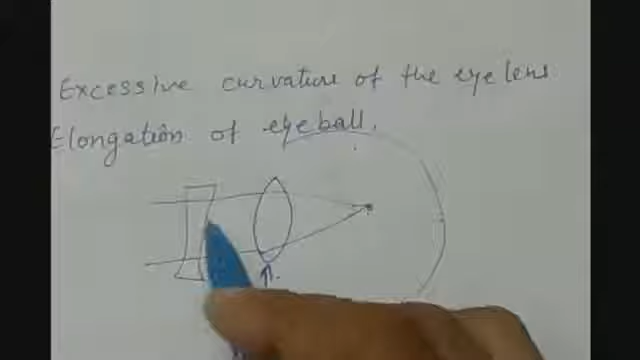 Excessive curvature of the eye lens
Elongation of eyeball.